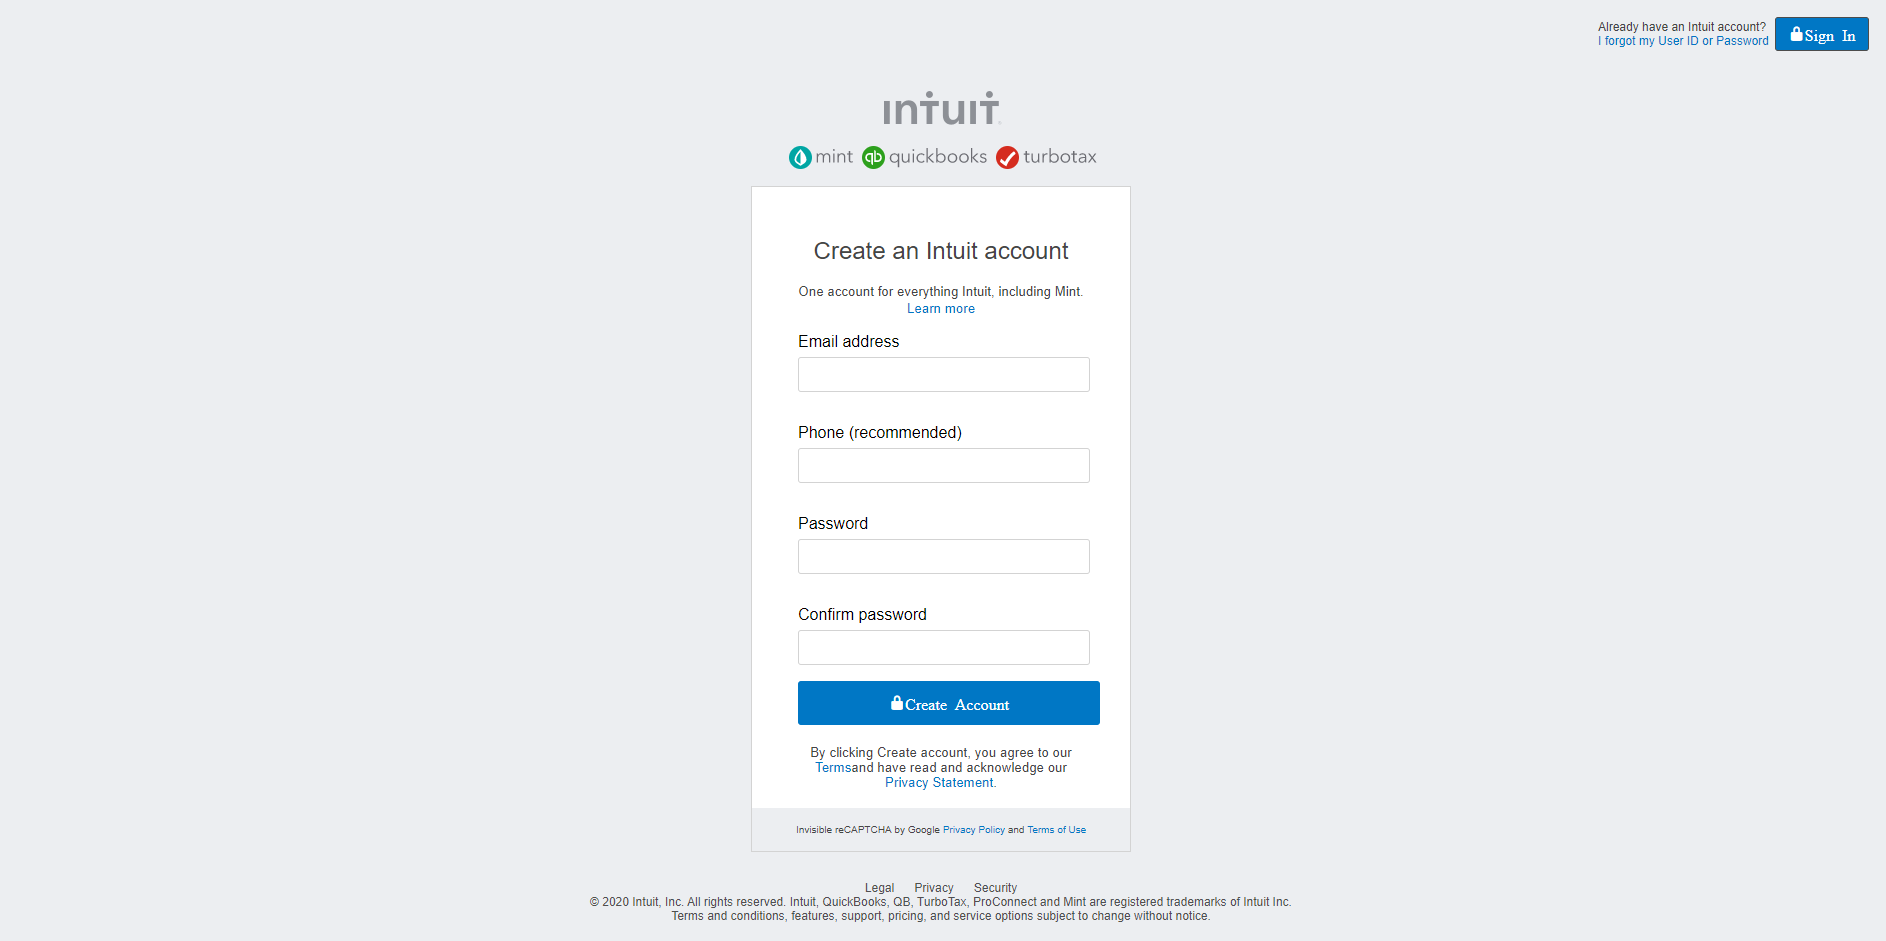 Already have an Intuit account?
I forgot my User ID or Password
Sign In
intuit
mint quickbooks turbotax
Create an Intuit account
One account for everything Intuit, including Mint.
Learn more
Email address
Phone (recommended)
Password
Confirm password
Create Account
By clicking Create account, you agree to our
Termsand have read and acknowledge our
Privacy Statement.
Invisible reCAPTCHA by Google Privacy Policy and Terms of Use
Legal Privacy Security
© 2020 Intuit, Inc. All rights reserved. Intuit, QuickBooks, QB, TurboTax, ProConnect and Mint are registered trademarks of Intuit Inc.
Terms and conditions, features, support, pricing, and service options subject to change without notice.